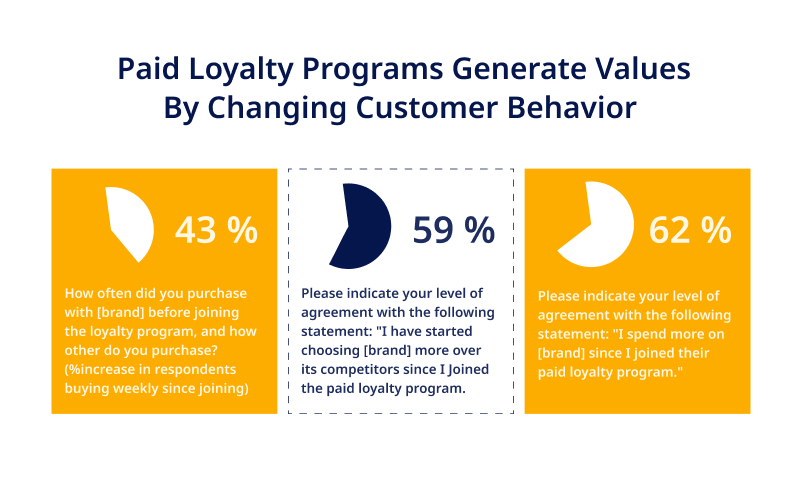 Paid Loyalty Programs Generate Values
By Changing Customer Behavior
43 %
How often did you purchase
with [brand] before joining
the loyalty program, and how
other do you purchase?
(%increase in respondents
buying weekly since joining)
59 %
Please indicate your level of
agreement with the following
statement: "I have started
choosing [brand] more over
its competitors since I Joined
the paid loyalty program.
62 %
Please indicate your level of
agreement with the following
statement: "I spend more on
[brand] since I joined their
paid loyalty program."